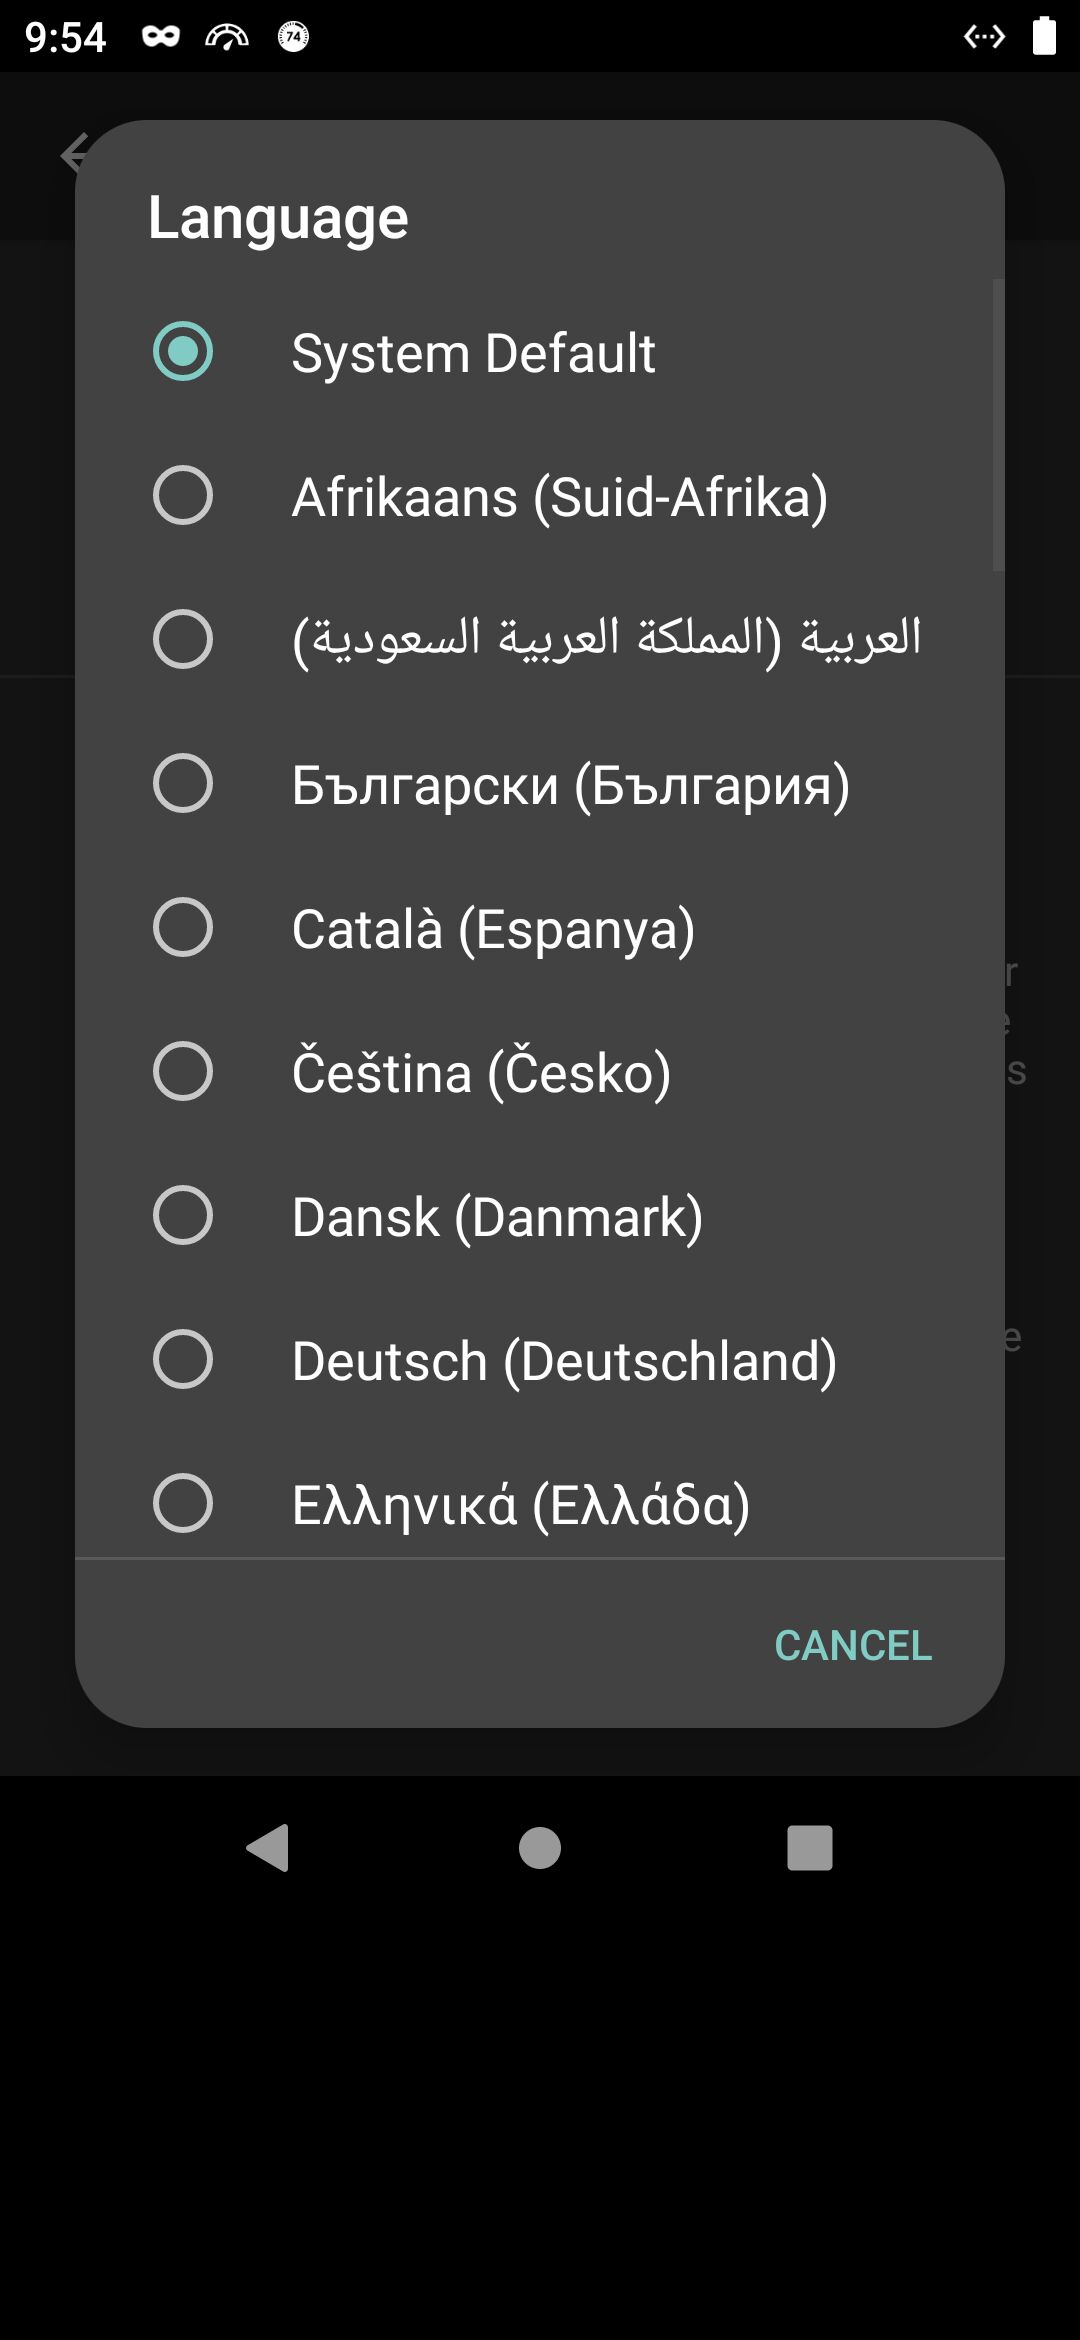 9:54
74
Language
System Default
Afrikaans (Suid-Afrika)
العربية (المملكة العربية السعودية)
Български (България)
Català (Espanya)
Čeština (Česko)
Dansk (Danmark)
r
e
s
Deutsch (Deutschland)
e
Ελληνικά (Ελλάδα)
CANCEL